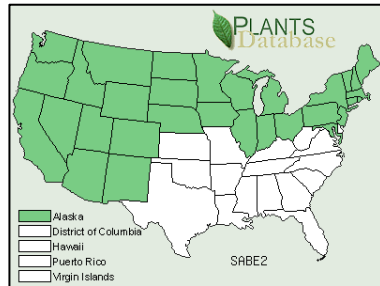 PLANTS
Database
Alaska
District of Columbia
Hawaii
Puerto Rico
Virgin Islands
SABE2